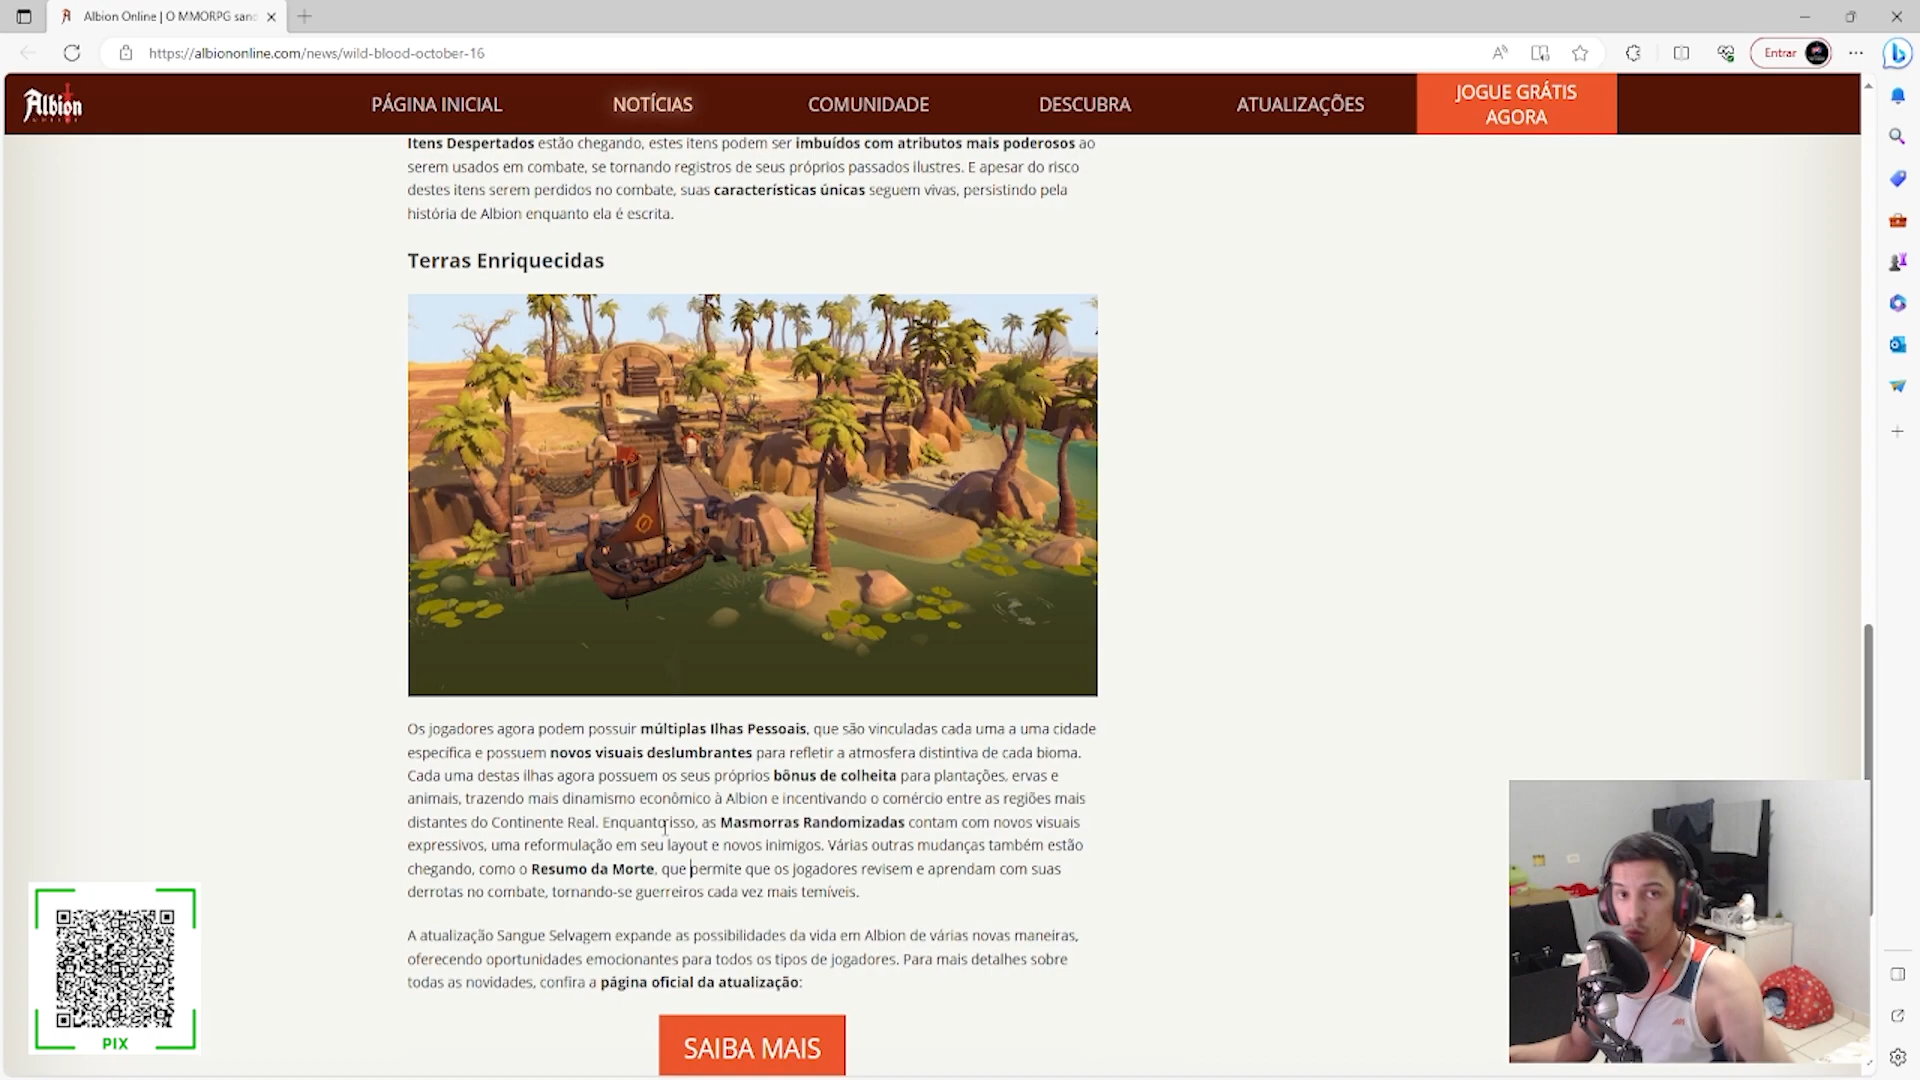 Albion Online | O MMORPG sand
https://albiononline.com/news/wild-blood-october-16
Entrar
Albion
ONLINE
PÁGINA INICIAL
NOTÍCIAS
COMUNIDADE
DESCUBRA
ATUALIZAÇÕES
JOGUE GRÁTIS
AGORA
Itens Despertados estão chegando, estes itens podem ser imbuídos com atributos mais poderosos ao
serem usados em combate, se tornando registros de seus próprios passados ilustres. E apesar do risco
destes itens serem perdidos no combate, suas características únicas seguem vivas, persistindo pela
história de Albion enquanto ela é escrita.
Terras Enriquecidas
Os jogadores agora podem possuir múltiplas Ilhas Pessoais, que são vinculadas cada uma a uma cidade
específica e possuem novos visuais deslumbrantes para refletir a atmosfera distintiva de cada bioma.
Cada uma destas ilhas agora possuem os seus próprios bônus de colheita para plantações, ervas e
animais, trazendo mais dinamismo econômico à Albion e incentivando o comércio entre as regiões mais
distantes do Continente Real. Enquanto isso, as Masmorras Randomizadas contam com novos visuais
expressivos, uma reformulação em seu layout e novos inimigos. Várias outras mudanças também estão
chegando, como o Resumo da Morte, que permite que os jogadores revisem e aprendam com suas
derrotas no combate, tornando-se guerreiros cada vez mais temíveis.
A atualização Sangue Selvagem expande as possibilidades da vida em Albion de várias novas maneiras,
oferecendo oportunidades emocionantes para todos os tipos de jogadores. Para mais detalhes sobre
todas as novidades, confira a página oficial da atualização:
SAIBA MAIS
PIX